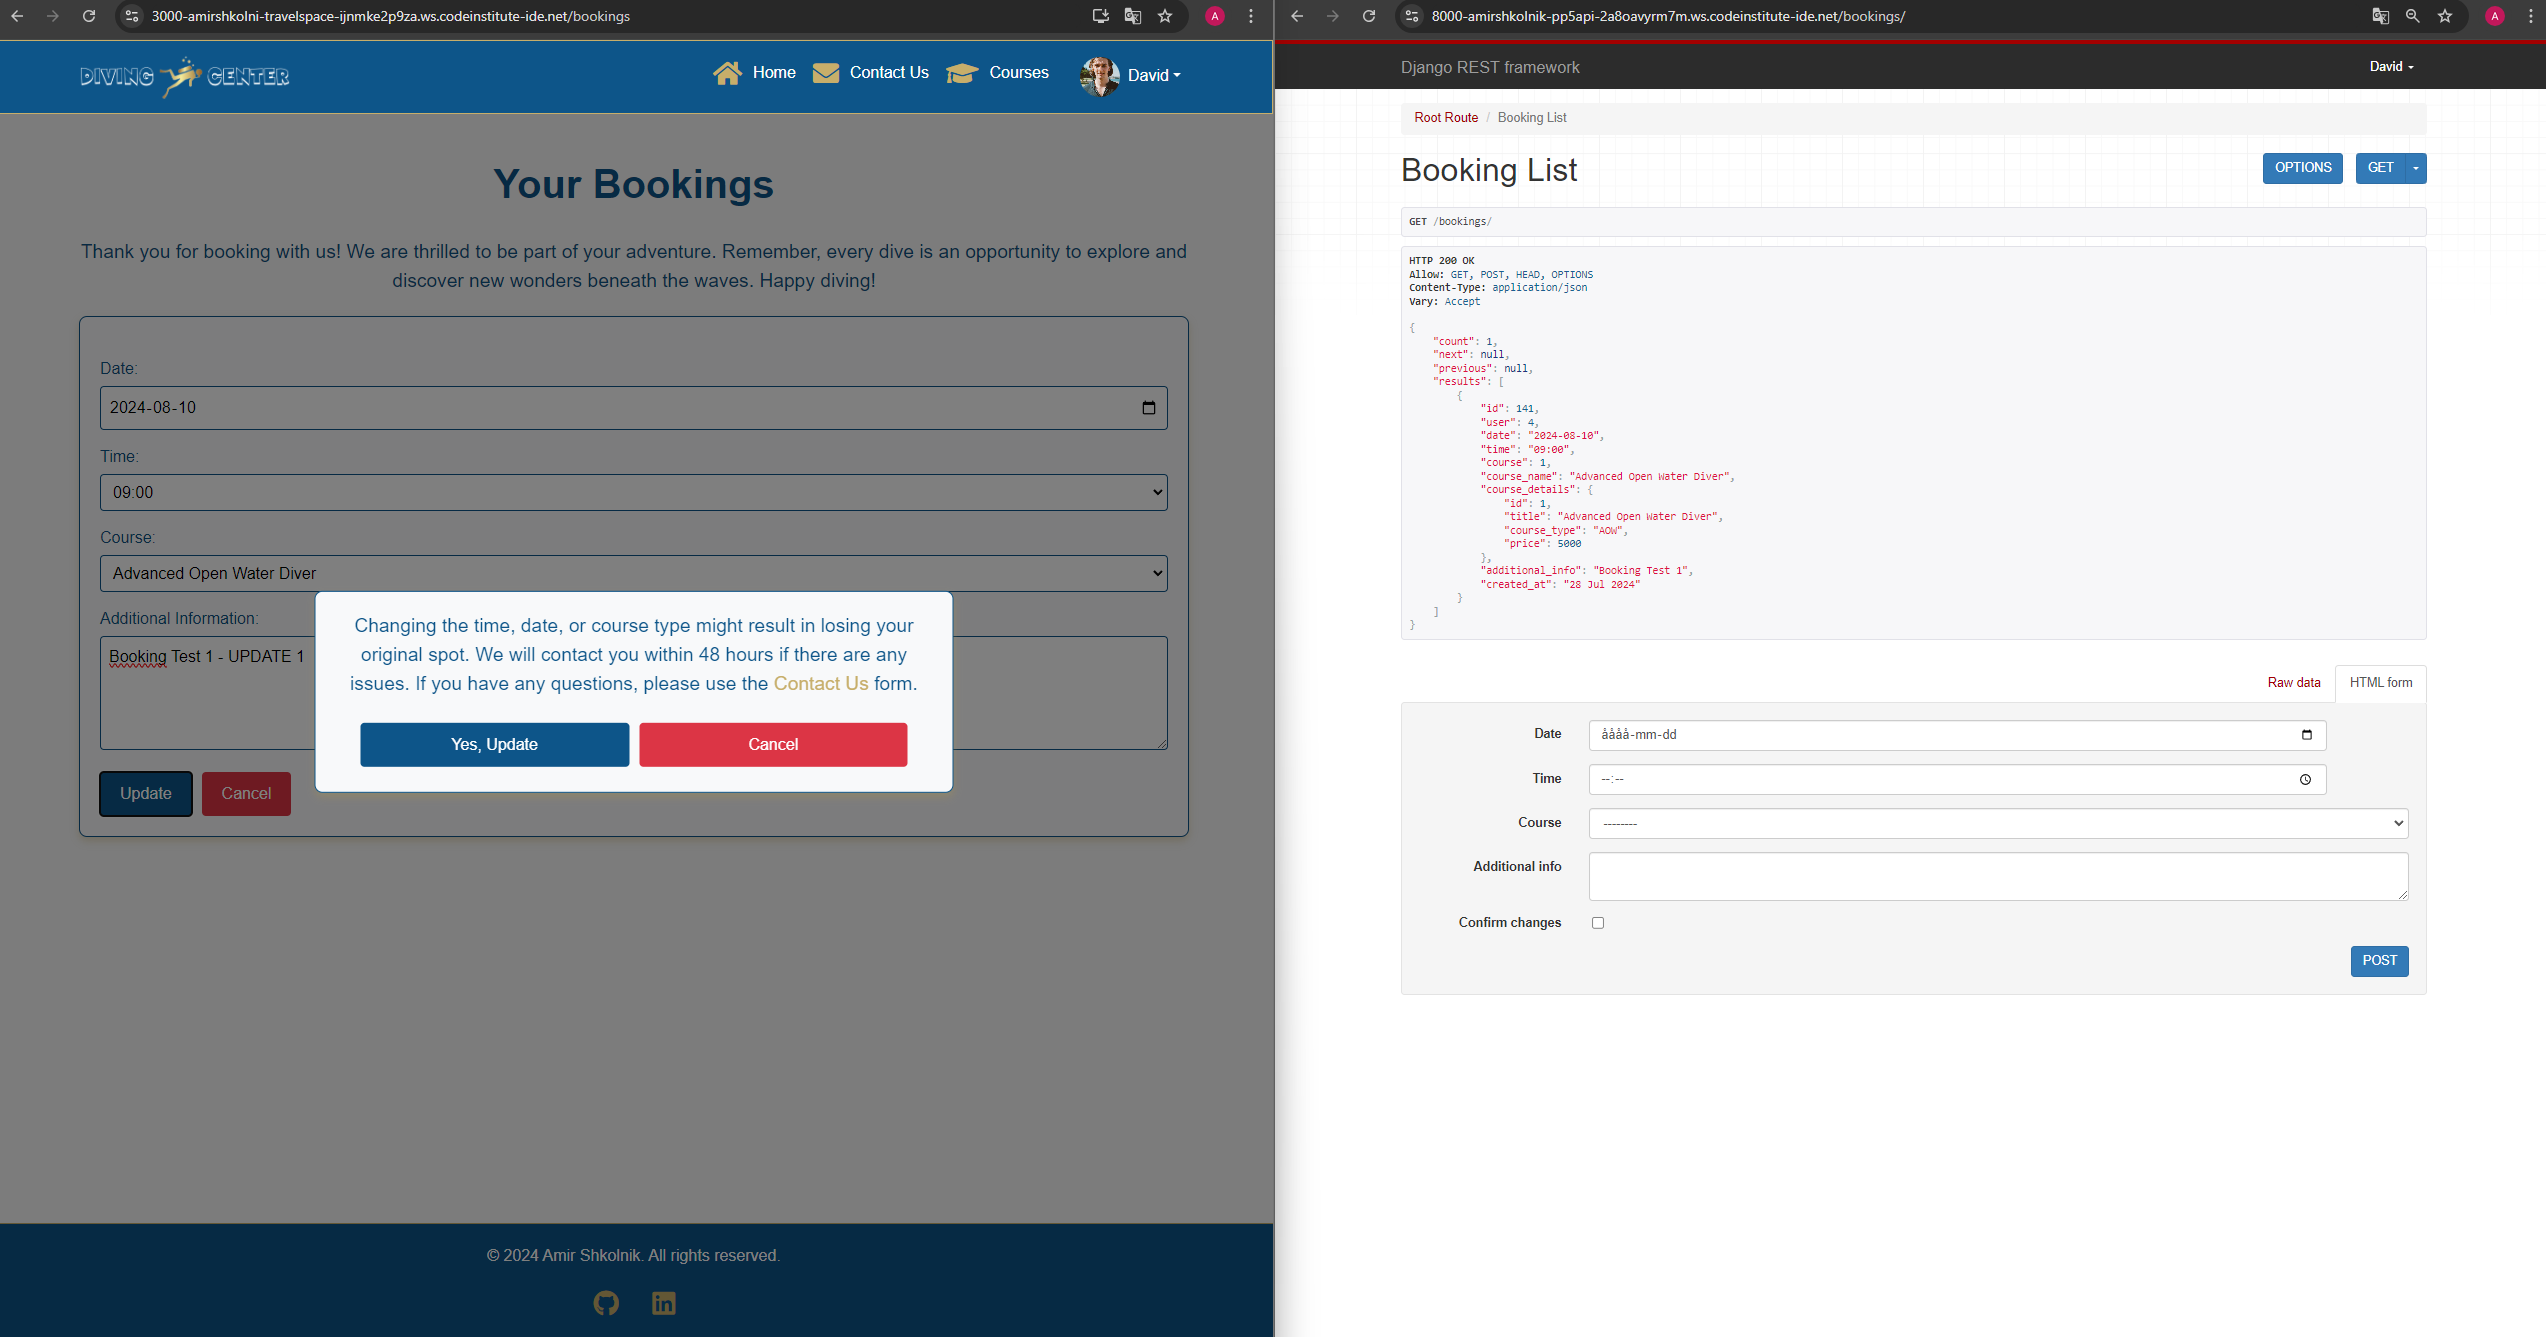 3000-amirshkolni-travelspace-ijnmke2p9za.ws.codeinstitute-ide.net/bookings
A
DIVING CENTER
Home
Contact Us
Courses
David
Your Bookings
Thank you for booking with us! We are thrilled to be part of your adventure. Remember, every dive is an opportunity to explore and
discover new wonders beneath the waves. Happy diving!
Date:
2024-08-10
Time:
09:00
Course:
Advanced Open Water Diver
Additional Information:
Booking Test 1 - UPDATE 1
Changing the time, date, or course type might result in losing your
original spot. We will contact you within 48 hours if there are any
issues. If you have any questions, please use the Contact Us form.
Yes, Update
Cancel
Update
Cancel
© 2024 Amir Shkolnik. All rights reserved.
in
8000-amirshkolnik-pp5api-2a8oavyrm7m.ws.codeinstitute-ide.net/bookings/
A
Django REST framework
David
Root Route / Booking List
Booking List
OPTIONS
GET
GET /bookings/
HTTP 200 OK
Allow: GET, POST, HEAD, OPTIONS
Content-Type: application/json
Vary: Accept
{
"count": 1,
"next": null,
"previous": null,
"results": [
{
"id": 141,
"user": 4,
"date": "2024-08-10",
"time": "09:00",
"course": 1,
"course_name": "Advanced Open Water Diver",
"course_details": {
"id": 1,
"title": "Advanced Open Water Diver",
"course_type": "AOW",
"price": 5000
},
"additional_info": "Booking Test 1",
"created_at": "28 Jul 2024"
}
]
}
Raw data
HTML form
Date
åååå-mm-dd
Time
--:--
Course
--------
Additional info
Confirm changes
POST